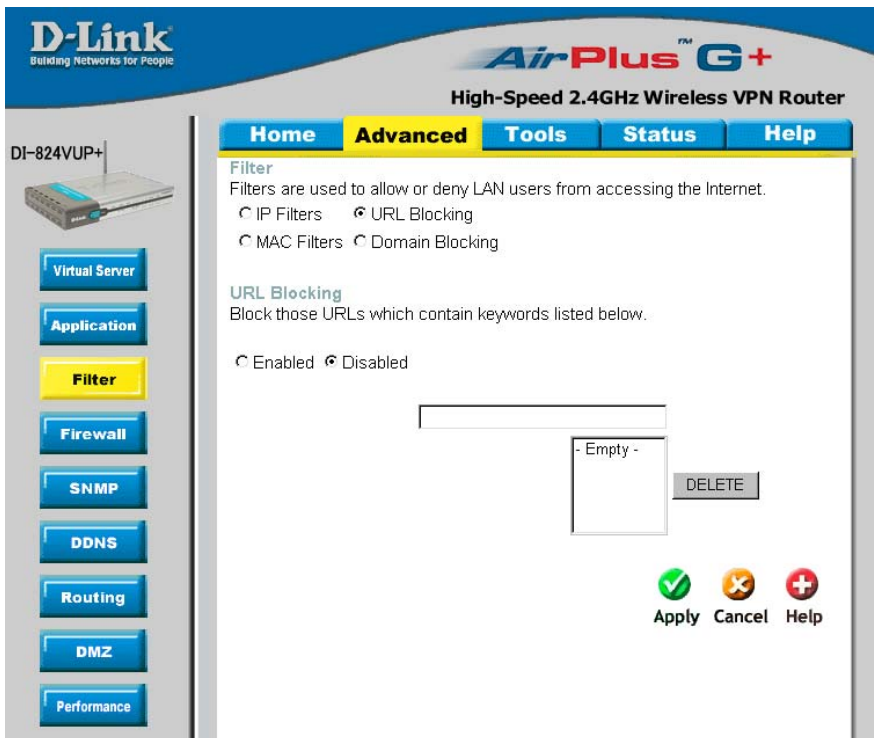 D-Link
Building Networks for People
AirPlus™ G+
High-Speed 2.4GHz Wireless VPN Router
DI-824VUP+
Home Advanced Tools Status Help
Filter
Filters are used to allow or deny LAN users from accessing the Internet.
IP Filters URL Blocking
MAC Filters Domain Blocking
URL Blocking
Block those URLs which contain keywords listed below.
Enabled Disabled
- Empty -
DELETE
Apply Cancel Help
Virtual Server
Application
Filter
Firewall
SNMP
DDNS
Routing
DMZ
Performance